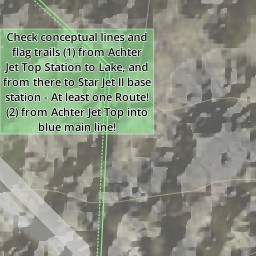 Check conceptual lines and
flag trails (1) from Achter
Jet Top Station to Lake, and
from there to Star Jet II base
station - At least one Route!
(2) from Achter Jet Top into
blue main line!